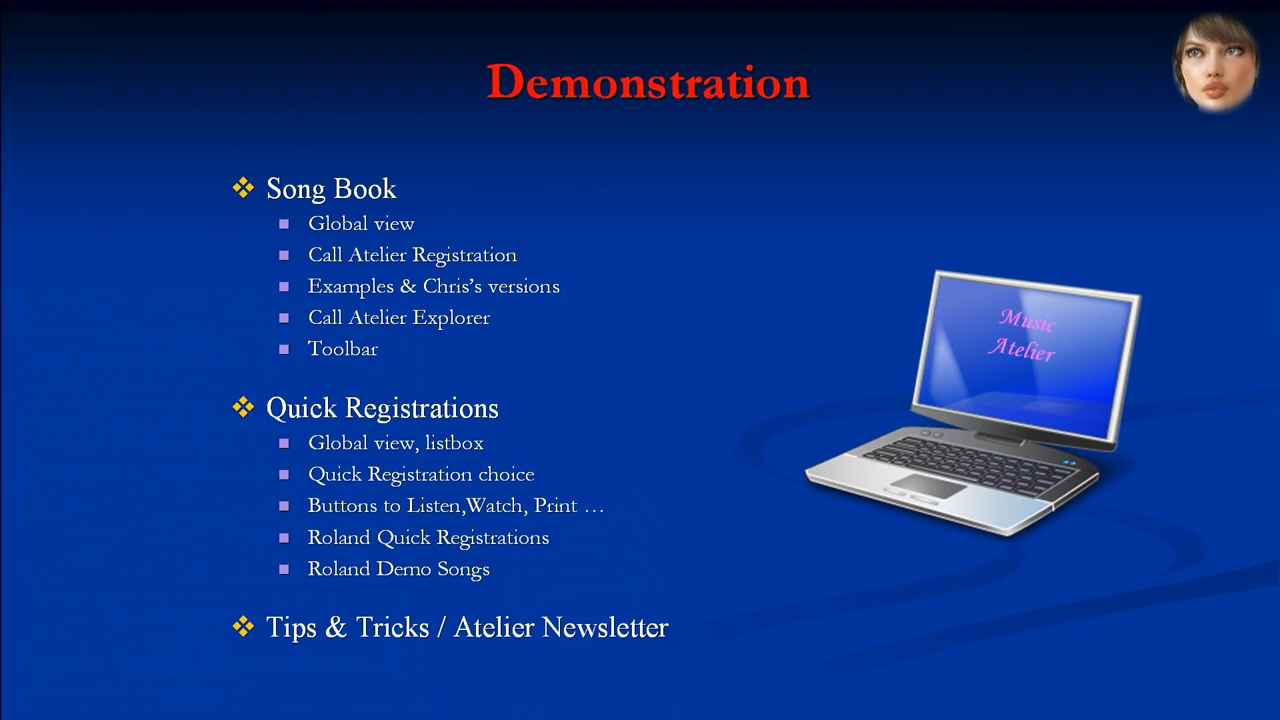 Demonstration
Song Book
Global view
Call Atelier Registration
Examples & Chris's versions
Call Atelier Explorer
Toolbar
Music
Atelier
Quick Registrations
Global view, listbox
Quick Registration choice
Buttons to Listen,Watch, Print …
Roland Quick Registrations
Roland Demo Songs
Tips & Tricks / Atelier Newsletter